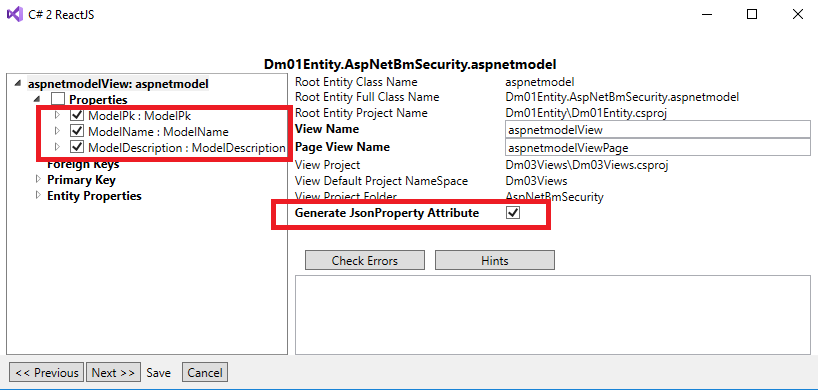 C# 2 ReactJS
Dm01Entity.AspNetBmSecurity.aspnetmodel
aspnetmodelView: aspnetmodel
Properties
ModelPk : ModelPk
ModelName : ModelName
ModelDescription : ModelDescription
Foreign Keys
Primary Key
Entity Properties
Root Entity Class Name aspnetmodel
Root Entity Full Class Name Dm01Entity.AspNetBmSecurity.aspnetmodel
Root Entity Project Name Dm01Entity\Dm01Entity.csproj
View Name aspnetmodelView
Page View Name aspnetmodelViewPage
View Project Dm03Views\Dm03Views.csproj
View Default Project NameSpace Dm03Views
View Project Folder AspNetBmSecurity
Generate JsonProperty Attribute
Check Errors Hints
<< Previous Next >> Save Cancel